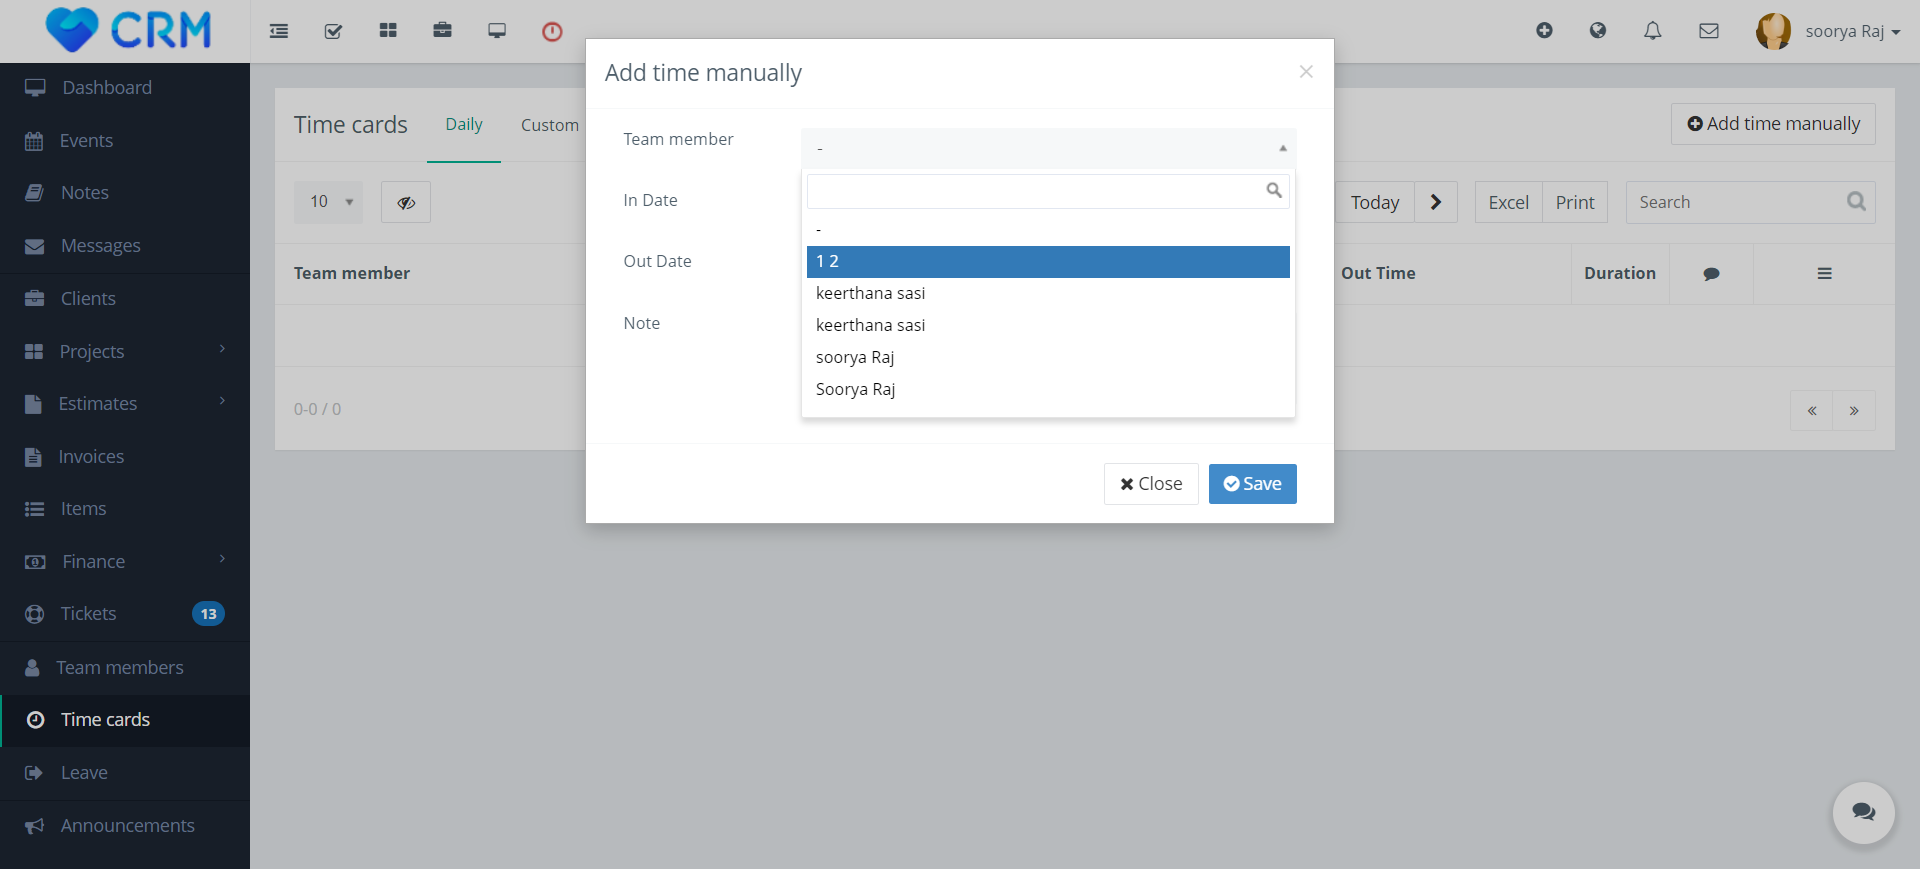 CRM
soorya Raj
Dashboard
Events
Notes
Messages
Clients
Projects
Estimates
Invoices
Items
Finance
Tickets 13
Team members
Time cards
Leave
Announcements
Time cards Daily Custom
Add time manually
10
Today
Excel Print
Search
Team member Out Time Duration
0-0 / 0
« »
Add time manually
×
Team member
-
In Date
Out Date
Note
-
1 2
keerthana sasi
keerthana sasi
soorya Raj
Soorya Raj
Close Save